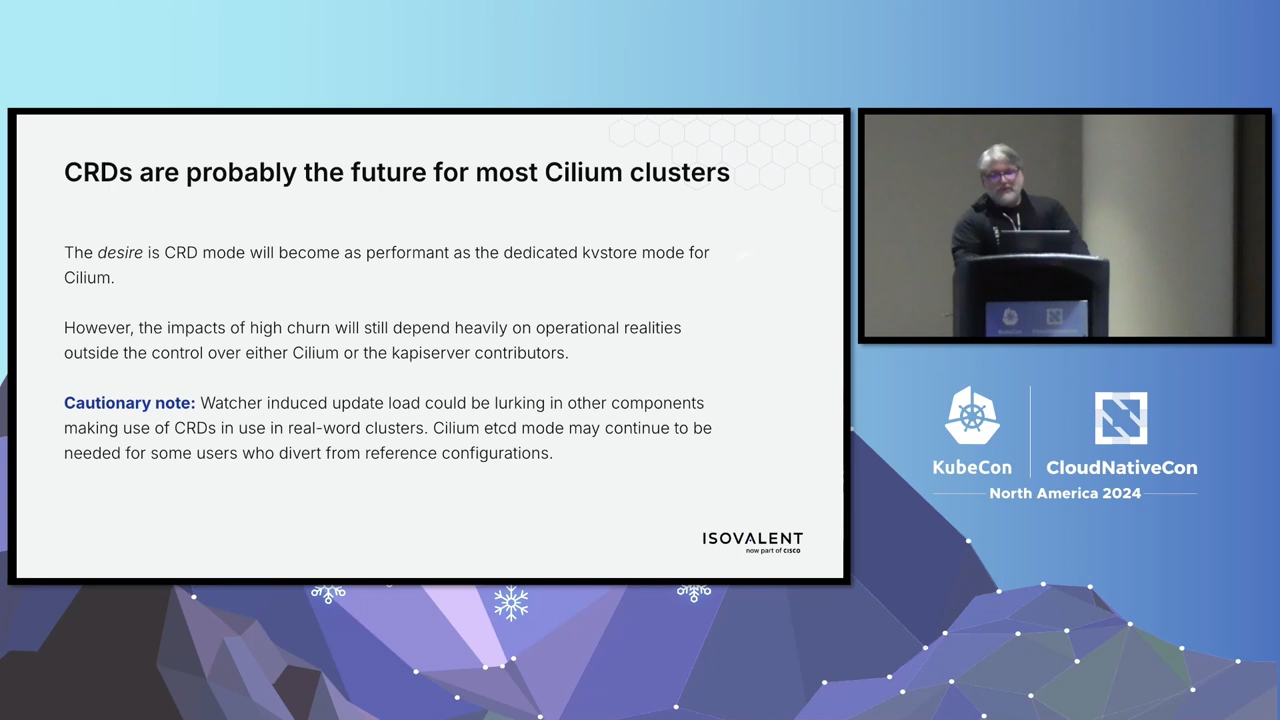 CRDs are probably the future for most Cilium clusters
The desire is CRD mode will become as performant as the dedicated kvstore mode for
Cilium.
However, the impacts of high churn will still depend heavily on operational realities
outside the control over either Cilium or the kapiserver contributors.
Cautionary note: Watcher induced update load could be lurking in other components
making use of CRDs in use in real-word clusters. Cilium etcd mode may continue to be
needed for some users who divert from reference configurations.
ISOVALENT
now part of CISCO
KubeCon
CloudNativeCon
North America 2024